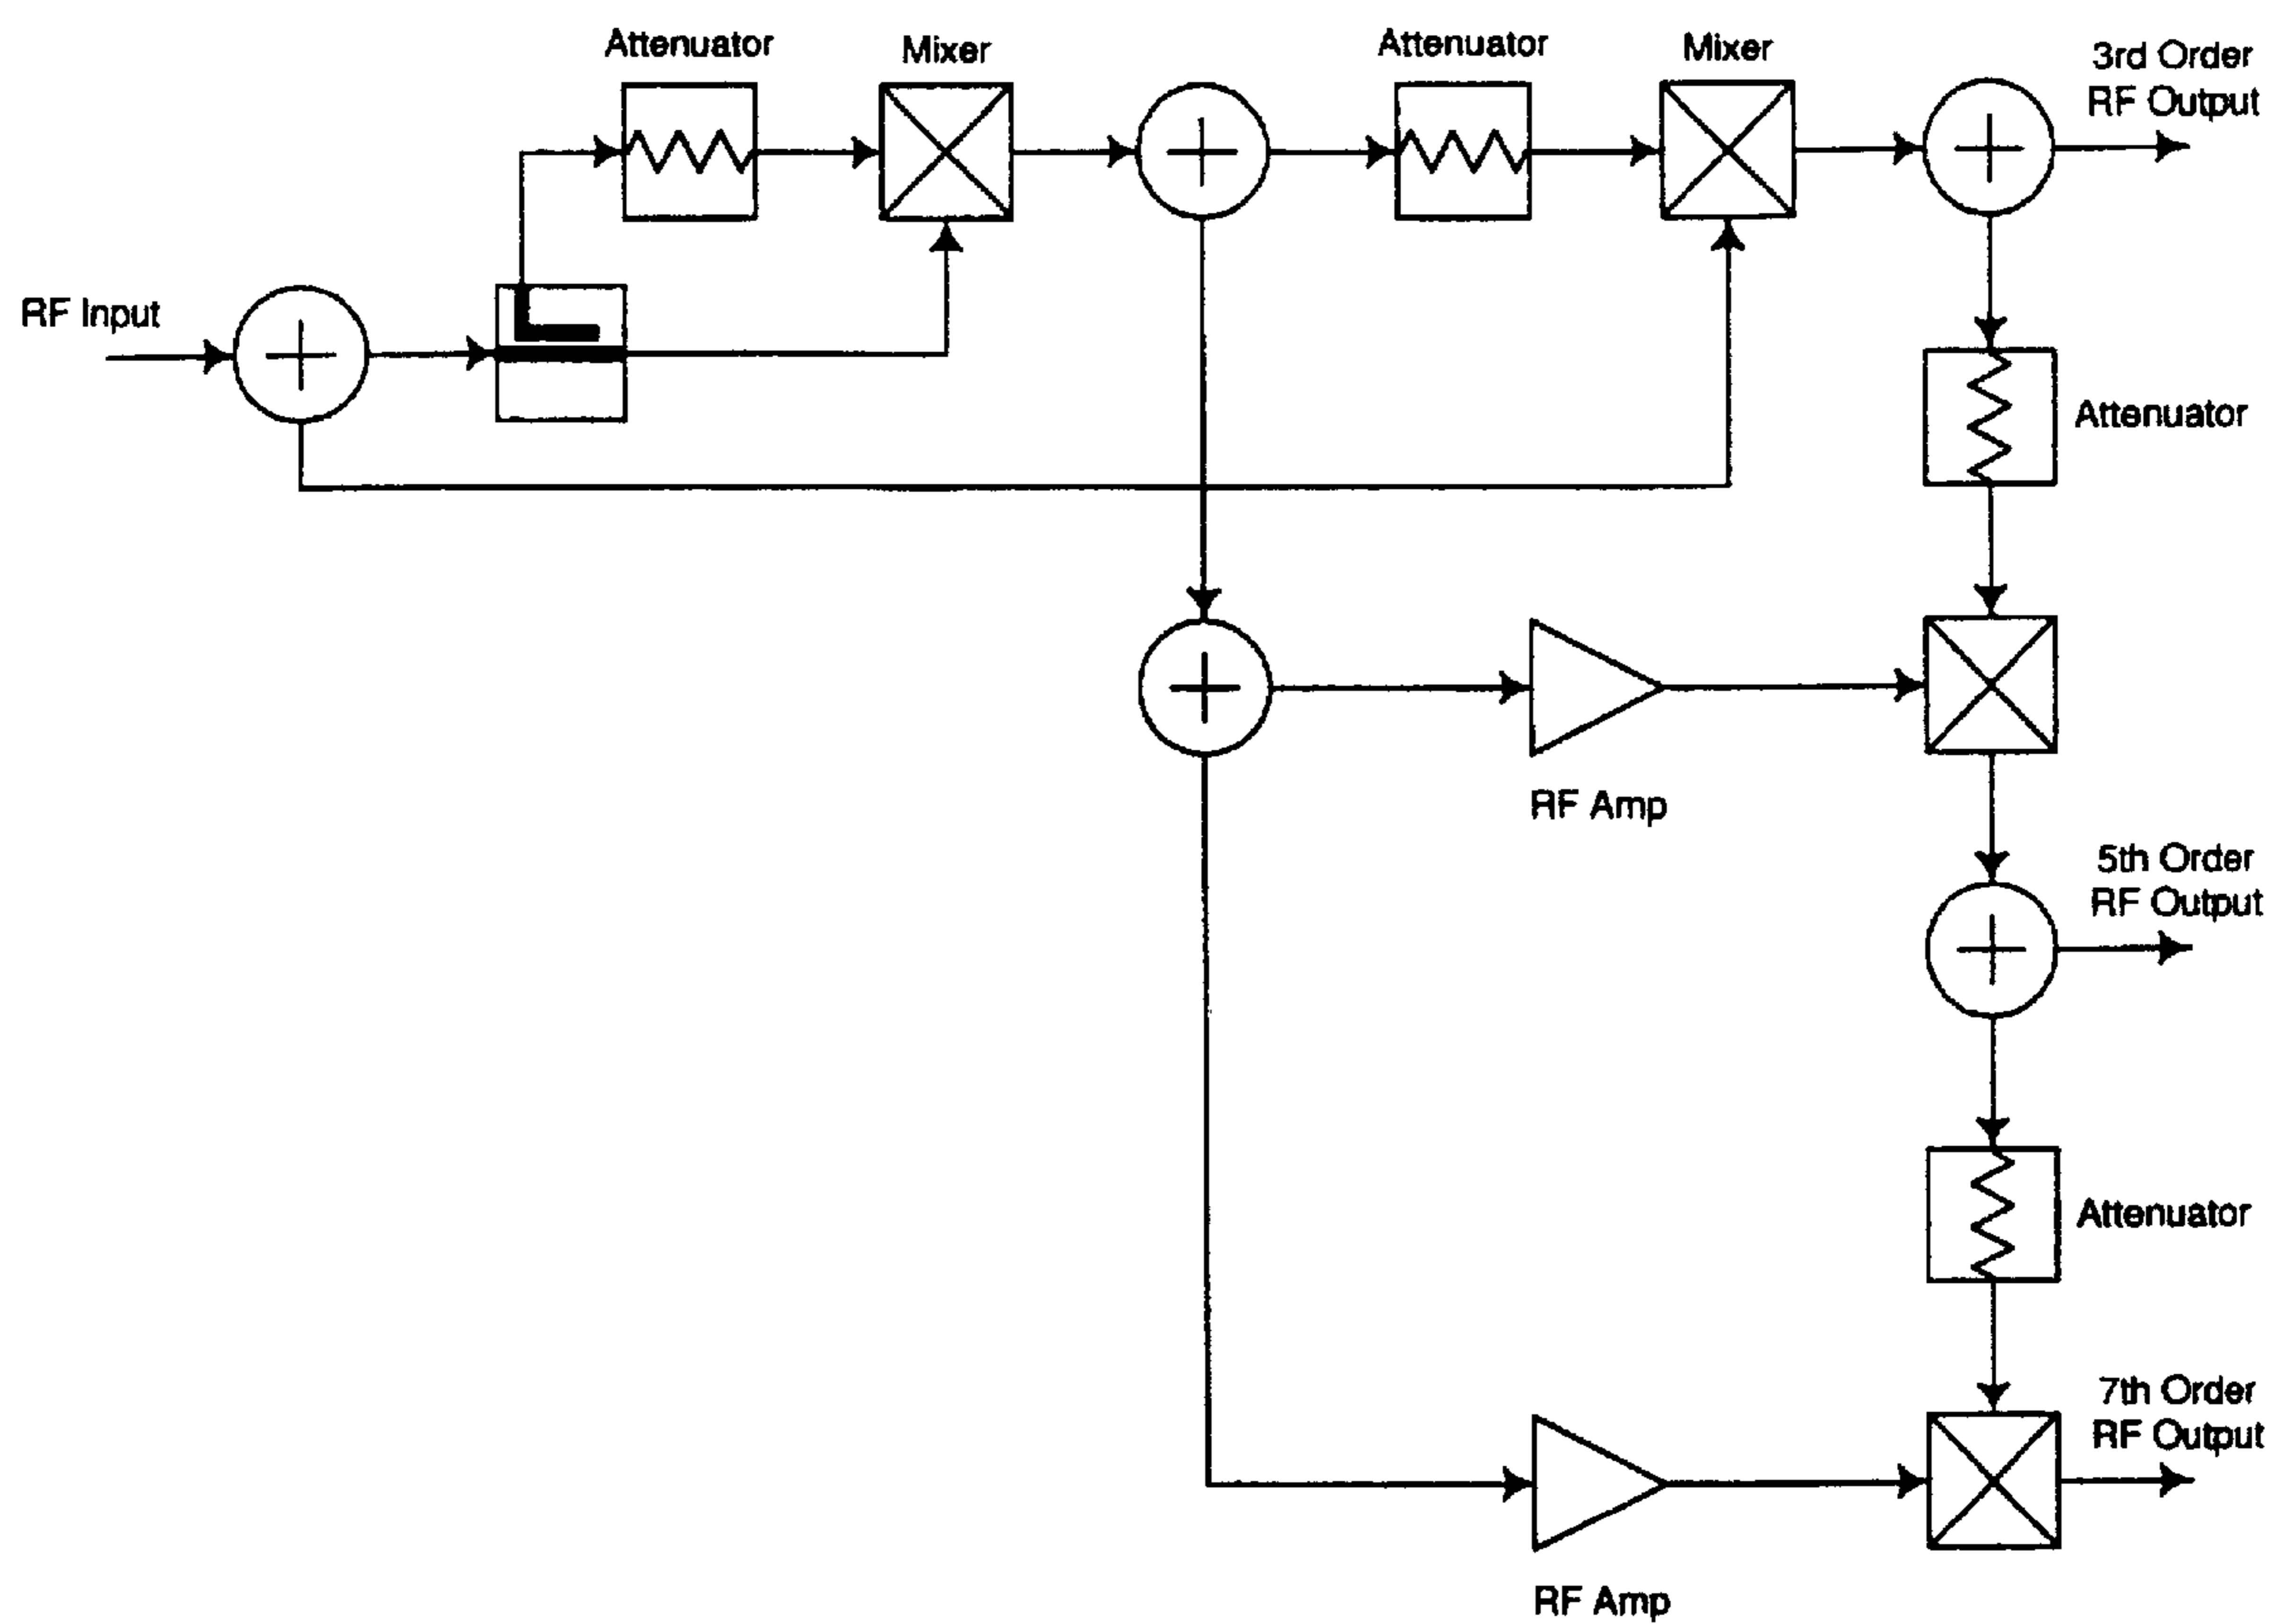 Attenuator
Mixer
Attenuator
Mixer
3rd Order
RF Output
RF Input
Attenuator
RF Amp
5th Order
RF Output
Attenuator
7th Order
RF Output
RF Amp